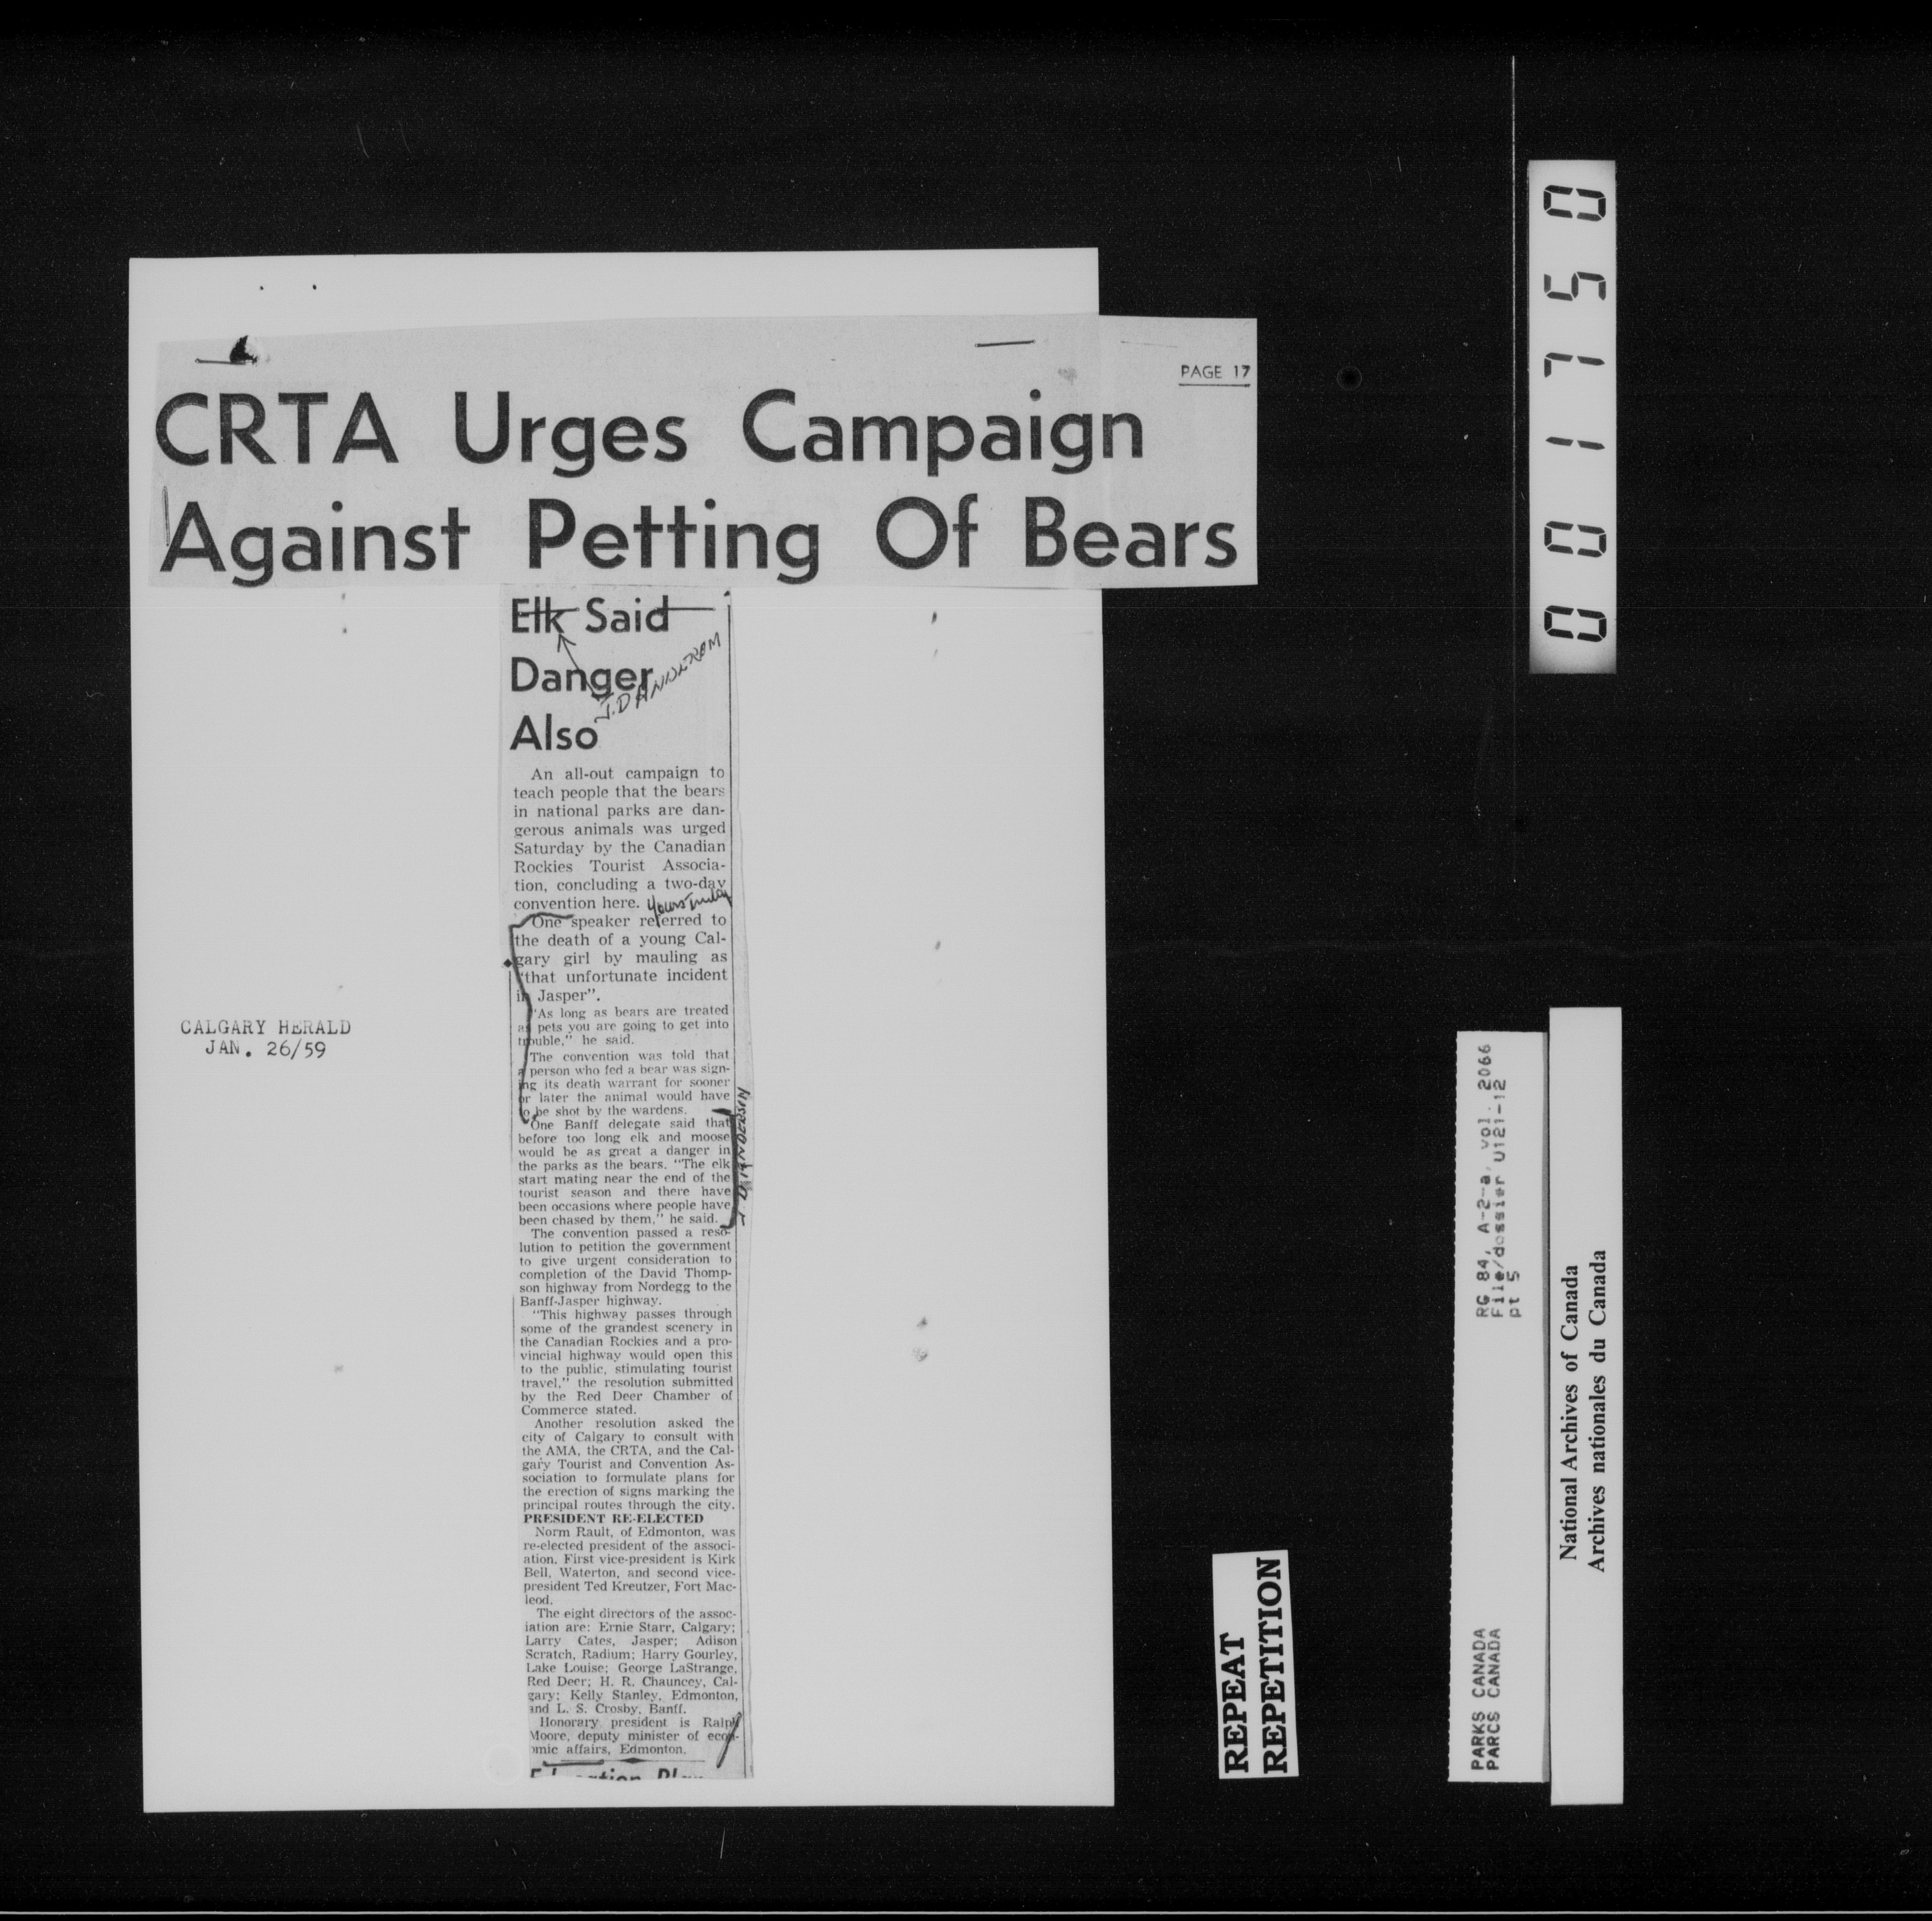 PAGE 17
CRTA Urges Campaign
Against Petting Of Bears
Elk Said
Danger
Also
An all-out campaign to
teach people that the bears
in national parks are dan-
gerous animals was urged
Saturday by the Canadian
Rockies Tourist Associa-
tion, concluding a two-day
convention here. Yours Truly
One speaker referred to
the death of a young Cal-
gary girl by mauling as
"that unfortunate incident
in Jasper".
"As long as bears are treated
as pets you are going to get into
trouble," he said.
The convention was told that
a person who fed a bear was sign-
ing its death warrant for sooner
or later the animal would have
to be shot by the wardens.
One Banff delegate said that
before too long elk and moose
would be as great a danger in
the parks as the bears. "The elk
start mating near the end of the
tourist season and there have
been occasions where people have
been chased by them," he said.
The convention passed a reso-
lution to petition the government
to give urgent consideration to
completion of the David Thomp-
son highway from Nordegg to the
Banff-Jasper highway.
"This highway passes through
some of the grandest scenery in
the Canadian Rockies and a pro-
vincial highway would open this
to the public, stimulating tourist
travel," the resolution submitted
by the Red Deer Chamber of
Commerce stated.
Another resolution asked the
city of Calgary to consult with
the AMA, the CRTA, and the Cal-
gary Tourist and Convention As-
sociation to formulate plans for
the erection of signs marking the
principal routes through the city.
PRESIDENT RE-ELECTED
Norm Rault, of Edmonton, was
re-elected president of the associ-
ation. First vice-president is Kirk
Bell, Waterton, and second vice-
president Ted Kreutzer, Fort Mac-
leod.
The eight directors of the assoc-
iation are: Ernie Starr, Calgary;
Larry Cates, Jasper; Adison
Scratch, Radium; Harry Gourley,
Lake Louise; George LaStrange,
Red Deer; H. R. Chauncey, Cal-
gary; Kelly Stanley, Edmonton,
and L. S. Crosby, Banff.
Honorary president is Ralph
Moore, deputy minister of econ-
omic affairs, Edmonton.
CALGARY HERALD
JAN. 26/59
001750
RG 84, A-2-a, vol. 2066
File/dossier U121-12
pt 5
PARKS CANADA
PARCS CANADA
National Archives of Canada
Archives nationales du Canada
REPEAT
REPETITION